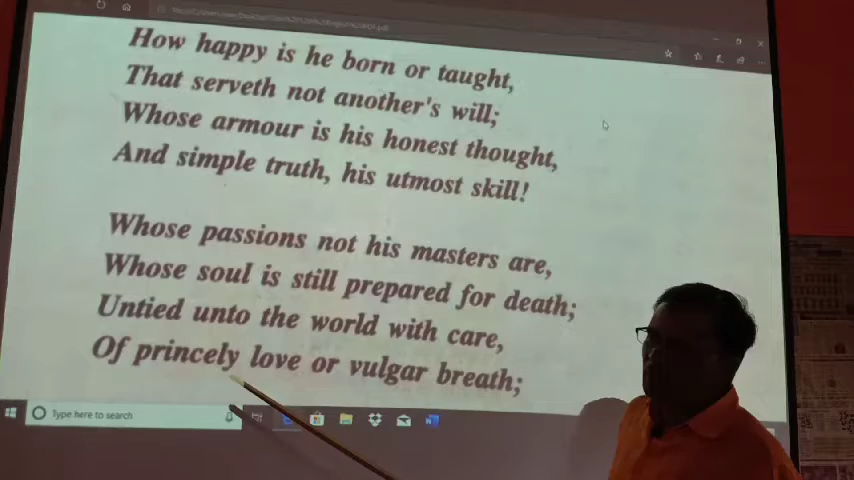 How happy is he born or taught,
That serveth not another's will;
Whose armour is his honest thought,
And simple truth, his utmost skill!
Whose passions not his masters are,
Whose soul is still prepared for death;
Untied unto the world with care,
Of princely love or vulgar breath;
Type here to search